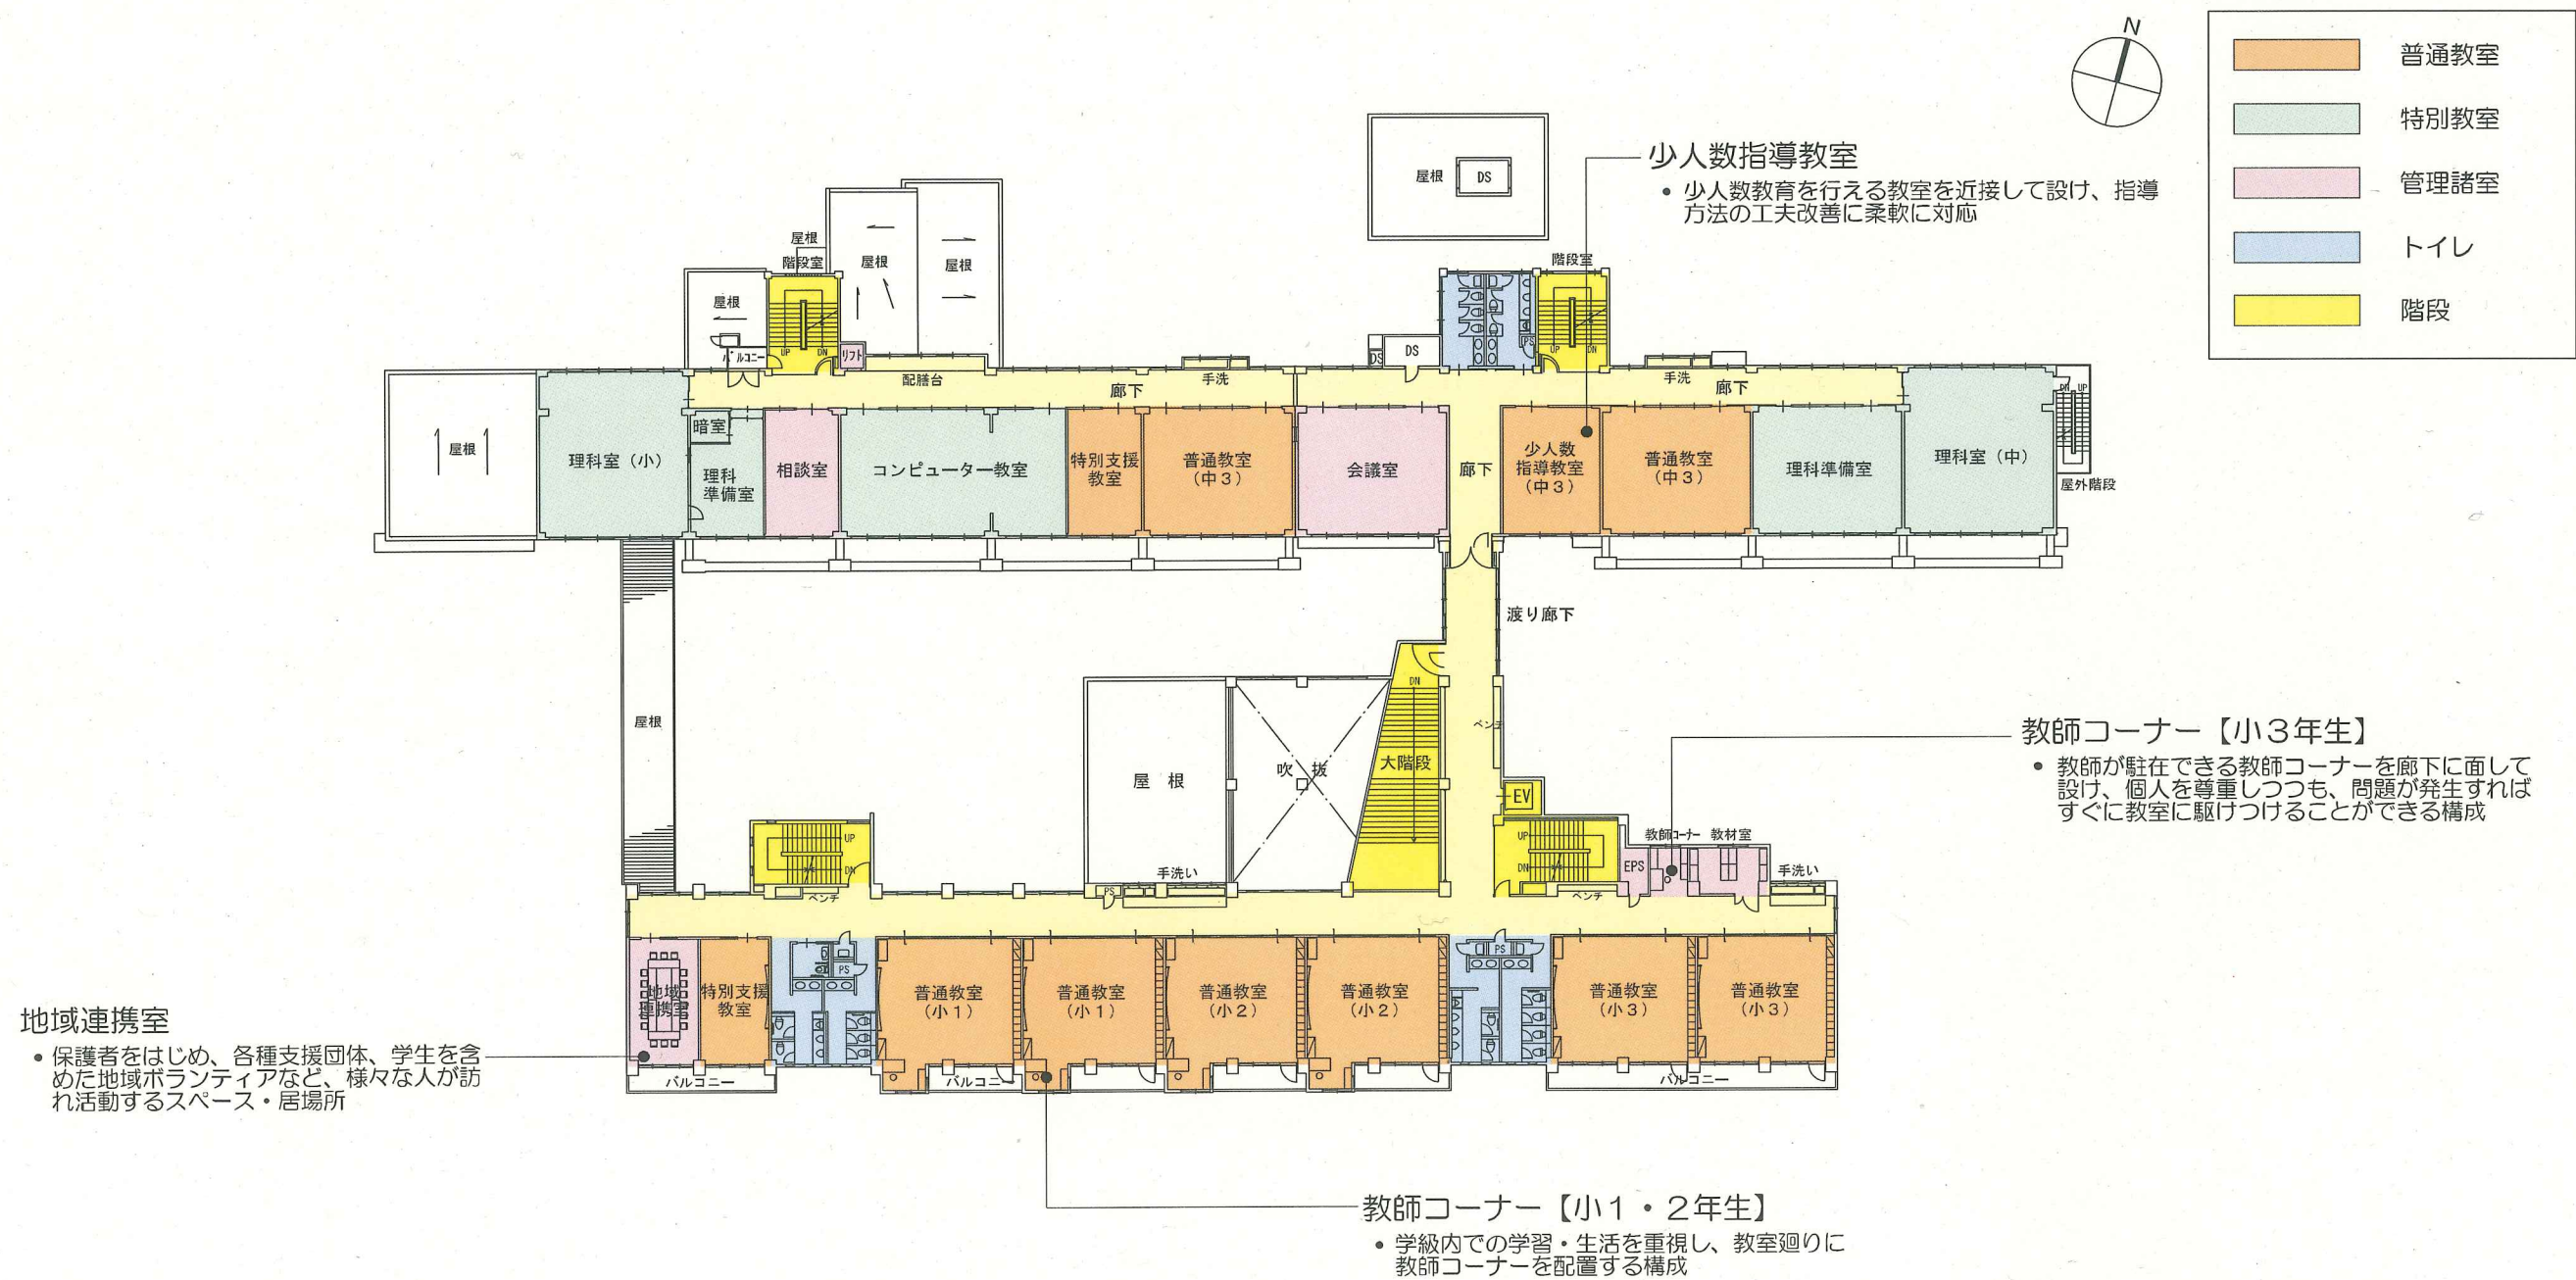 N
普通教室
特別教室
管理諸室
トイレ
階段
少人数指導教室
• 少人数教育を行える教室を近接して設け、指導
方法の工夫改善に柔軟に対応
屋根
DS
屋根
階段室
屋根
屋根
屋根
バルコニー
UP
DN
リフト
配膳台
廊下
手洗
DS
DS
PS
階段室
UP
DN
手洗
廊下
DN
UP
屋外階段
屋根
理科室(小)
暗室
理科
準備室
相談室
コンピューター教室
特別支援
教室
普通教室
(中3)
会議室
廊下
少人数
指導教室
(中3)
普通教室
(中3)
理科準備室
理科室(中)
渡り廊下
屋根
屋 根
吹 抜
DN
大階段
ベンチ
EV
教師コーナー【小3年生】
• 教師が駐在できる教師コーナーを廊下に面して
設け、個人を尊重しつつも、問題が発生すれば
すぐに教室に駆けつけることができる構成
UP
DN
ベンチ
PS
手洗い
UP
DN
ベンチ
EPS
教師コーナー
教材室
手洗い
地域
連携室
特別支援
教室
PS
普通教室
(小1)
普通教室
(小1)
普通教室
(小2)
普通教室
(小2)
PS
普通教室
(小3)
普通教室
(小3)
バルコニー
バルコニー
バルコニー
地域連携室
• 保護者をはじめ、各種支援団体、学生を含
めた地域ボランティアなど、様々な人が訪
れ活動するスペース・居場所
教師コーナー【小1・2年生】
• 学級内での学習・生活を重視し、教室廻りに
教師コーナーを配置する構成